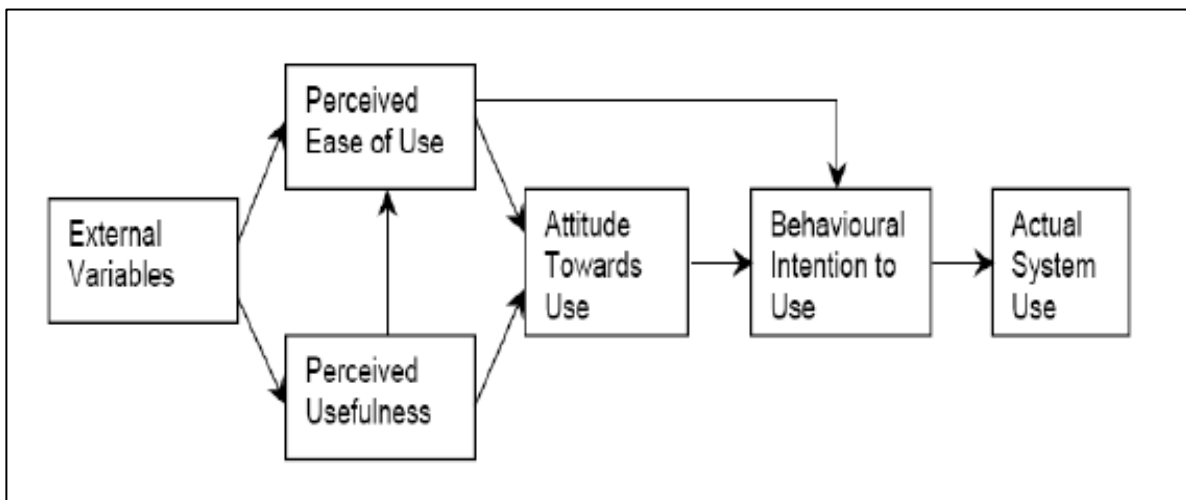 External
Variables
Perceived
Ease of Use
Perceived
Usefulness
Attitude
Towards
Use
Behavioural
Intention to
Use
Actual
System
Use